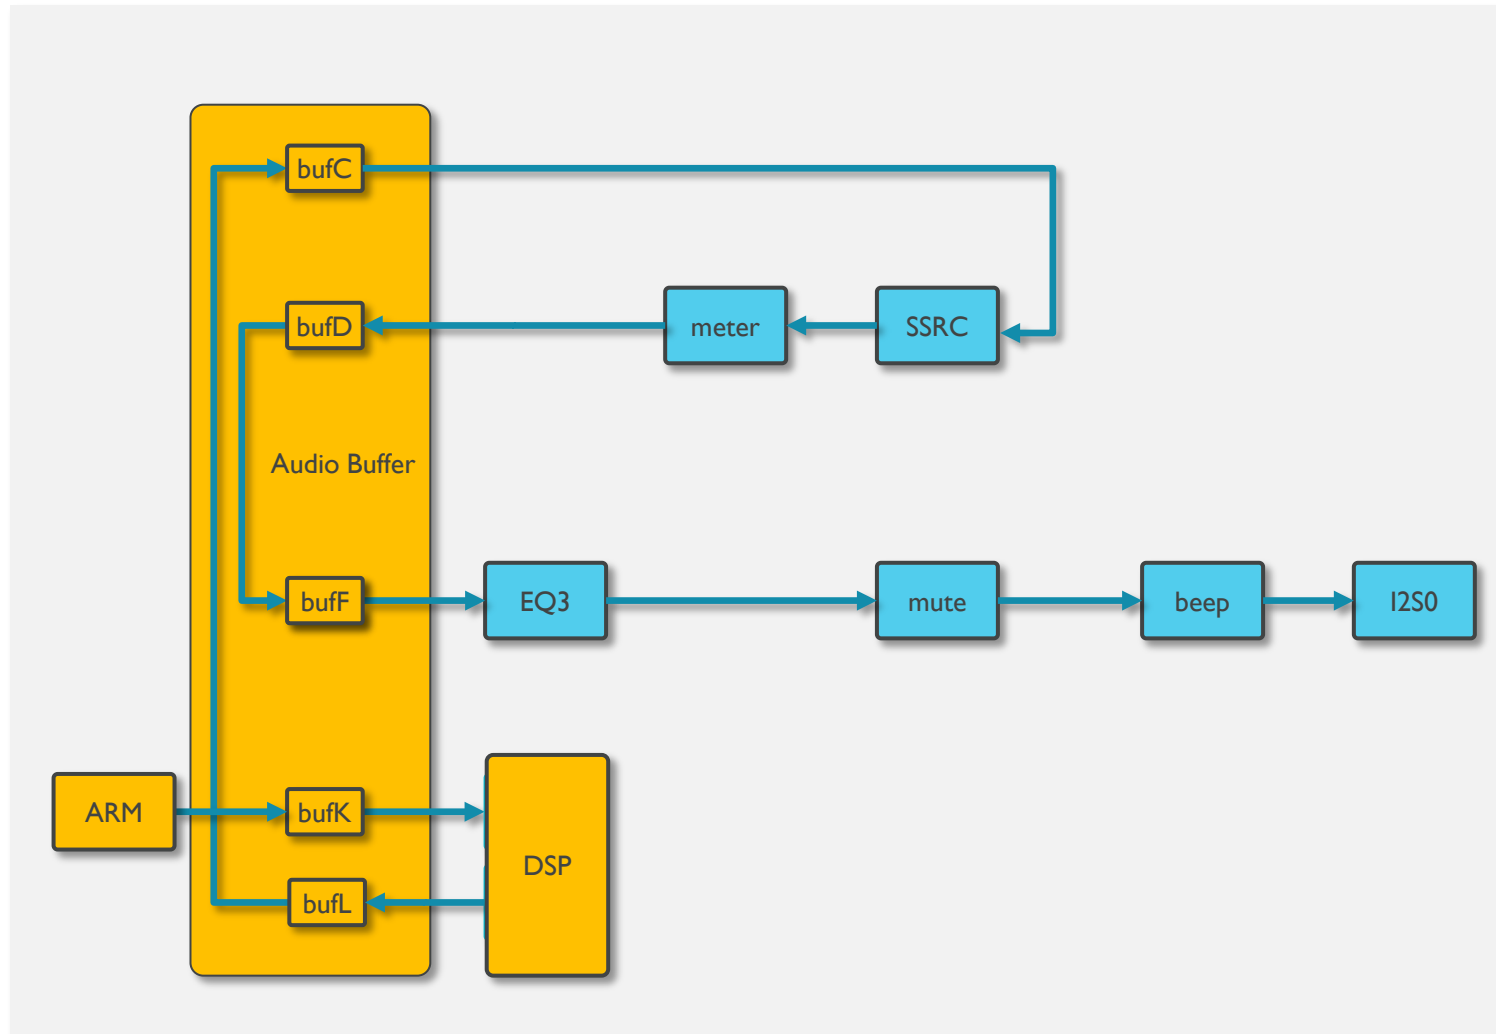 bufC
bufD
meter
SSRC
Audio Buffer
bufF
EQ3
mute
beep
I2S0
ARM
bufK
DSP
bufL